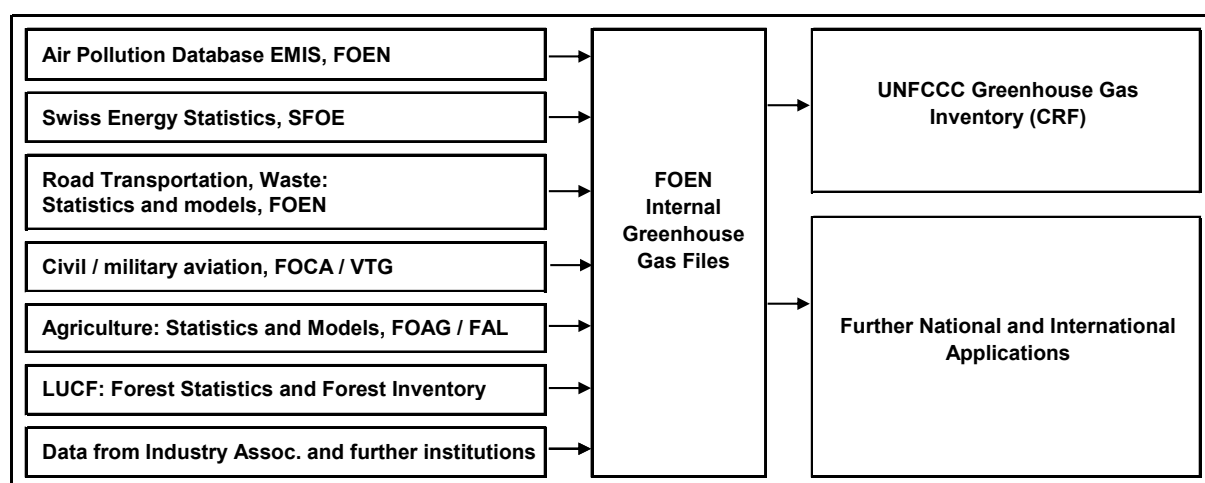 Air Pollution Database EMIS, FOEN
Swiss Energy Statistics, SFOE
Road Transportation, Waste:
Statistics and models, FOEN
Civil / military aviation, FOCA / VTG
Agriculture: Statistics and Models, FOAG / FAL
LUCF: Forest Statistics and Forest Inventory
Data from Industry Assoc. and further institutions
FOEN
Internal
Greenhouse
Gas Files
UNFCCC Greenhouse Gas
Inventory (CRF)
Further National and International
Applications